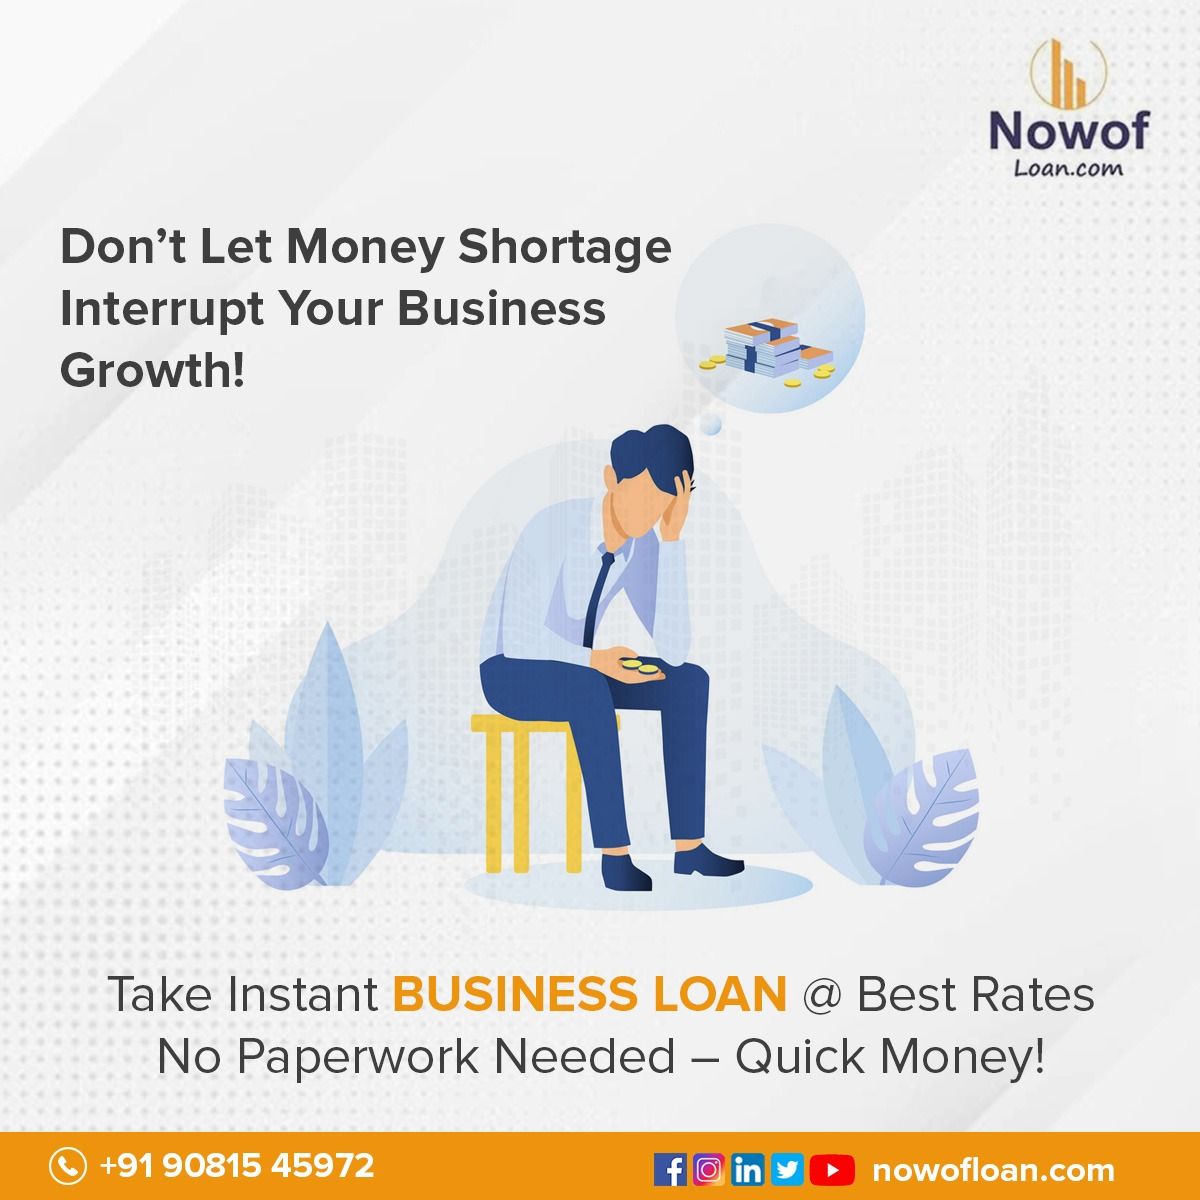 Nowof
Loan.com
Don’t Let Money Shortage
Interrupt Your Business
Growth!
Take Instant BUSINESS LOAN @ Best Rates
No Paperwork Needed – Quick Money!
+91 90815 45972
nowofloan.com